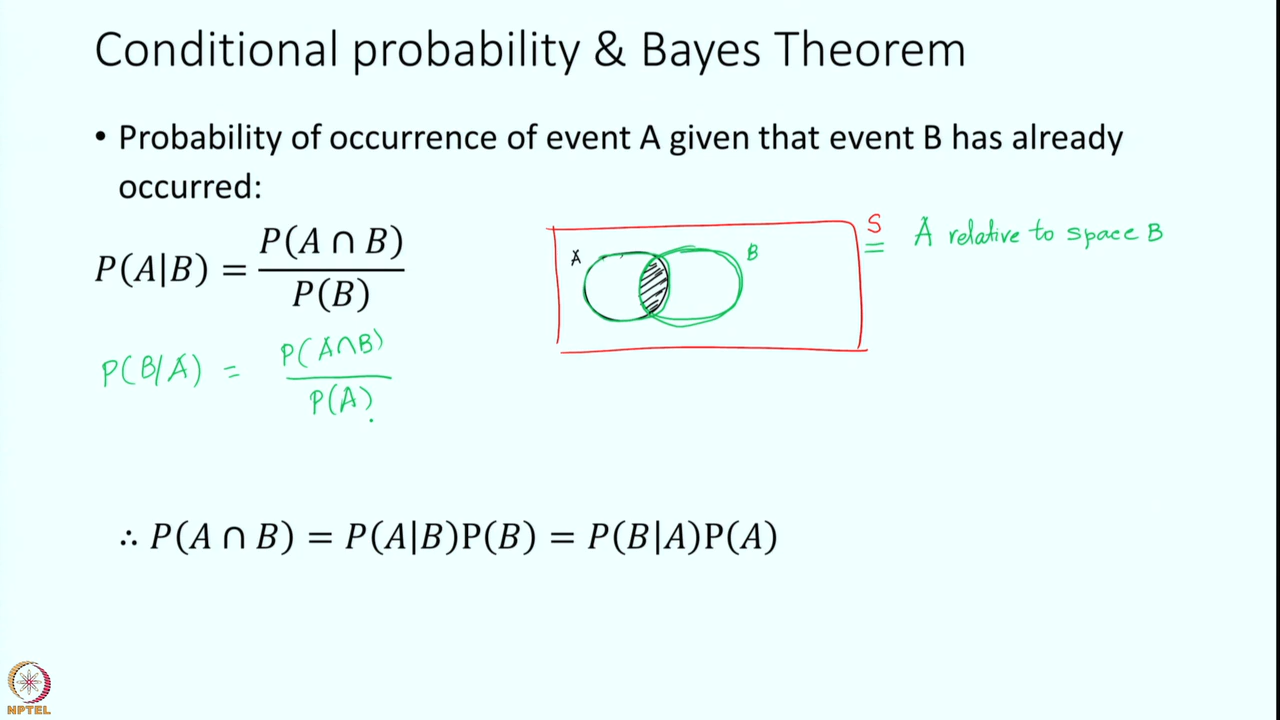 Conditional probability & Bayes Theorem
• Probability of occurrence of event A given that event B has already
occurred:
P(A|B) = P(A ∩ B) / P(B)
A
B
S
A relative to space B
P(B/A) = P(A∩B) / P(A)
∴ P(A ∩ B) = P(A|B)P(B) = P(B|A)P(A)
NPTEL